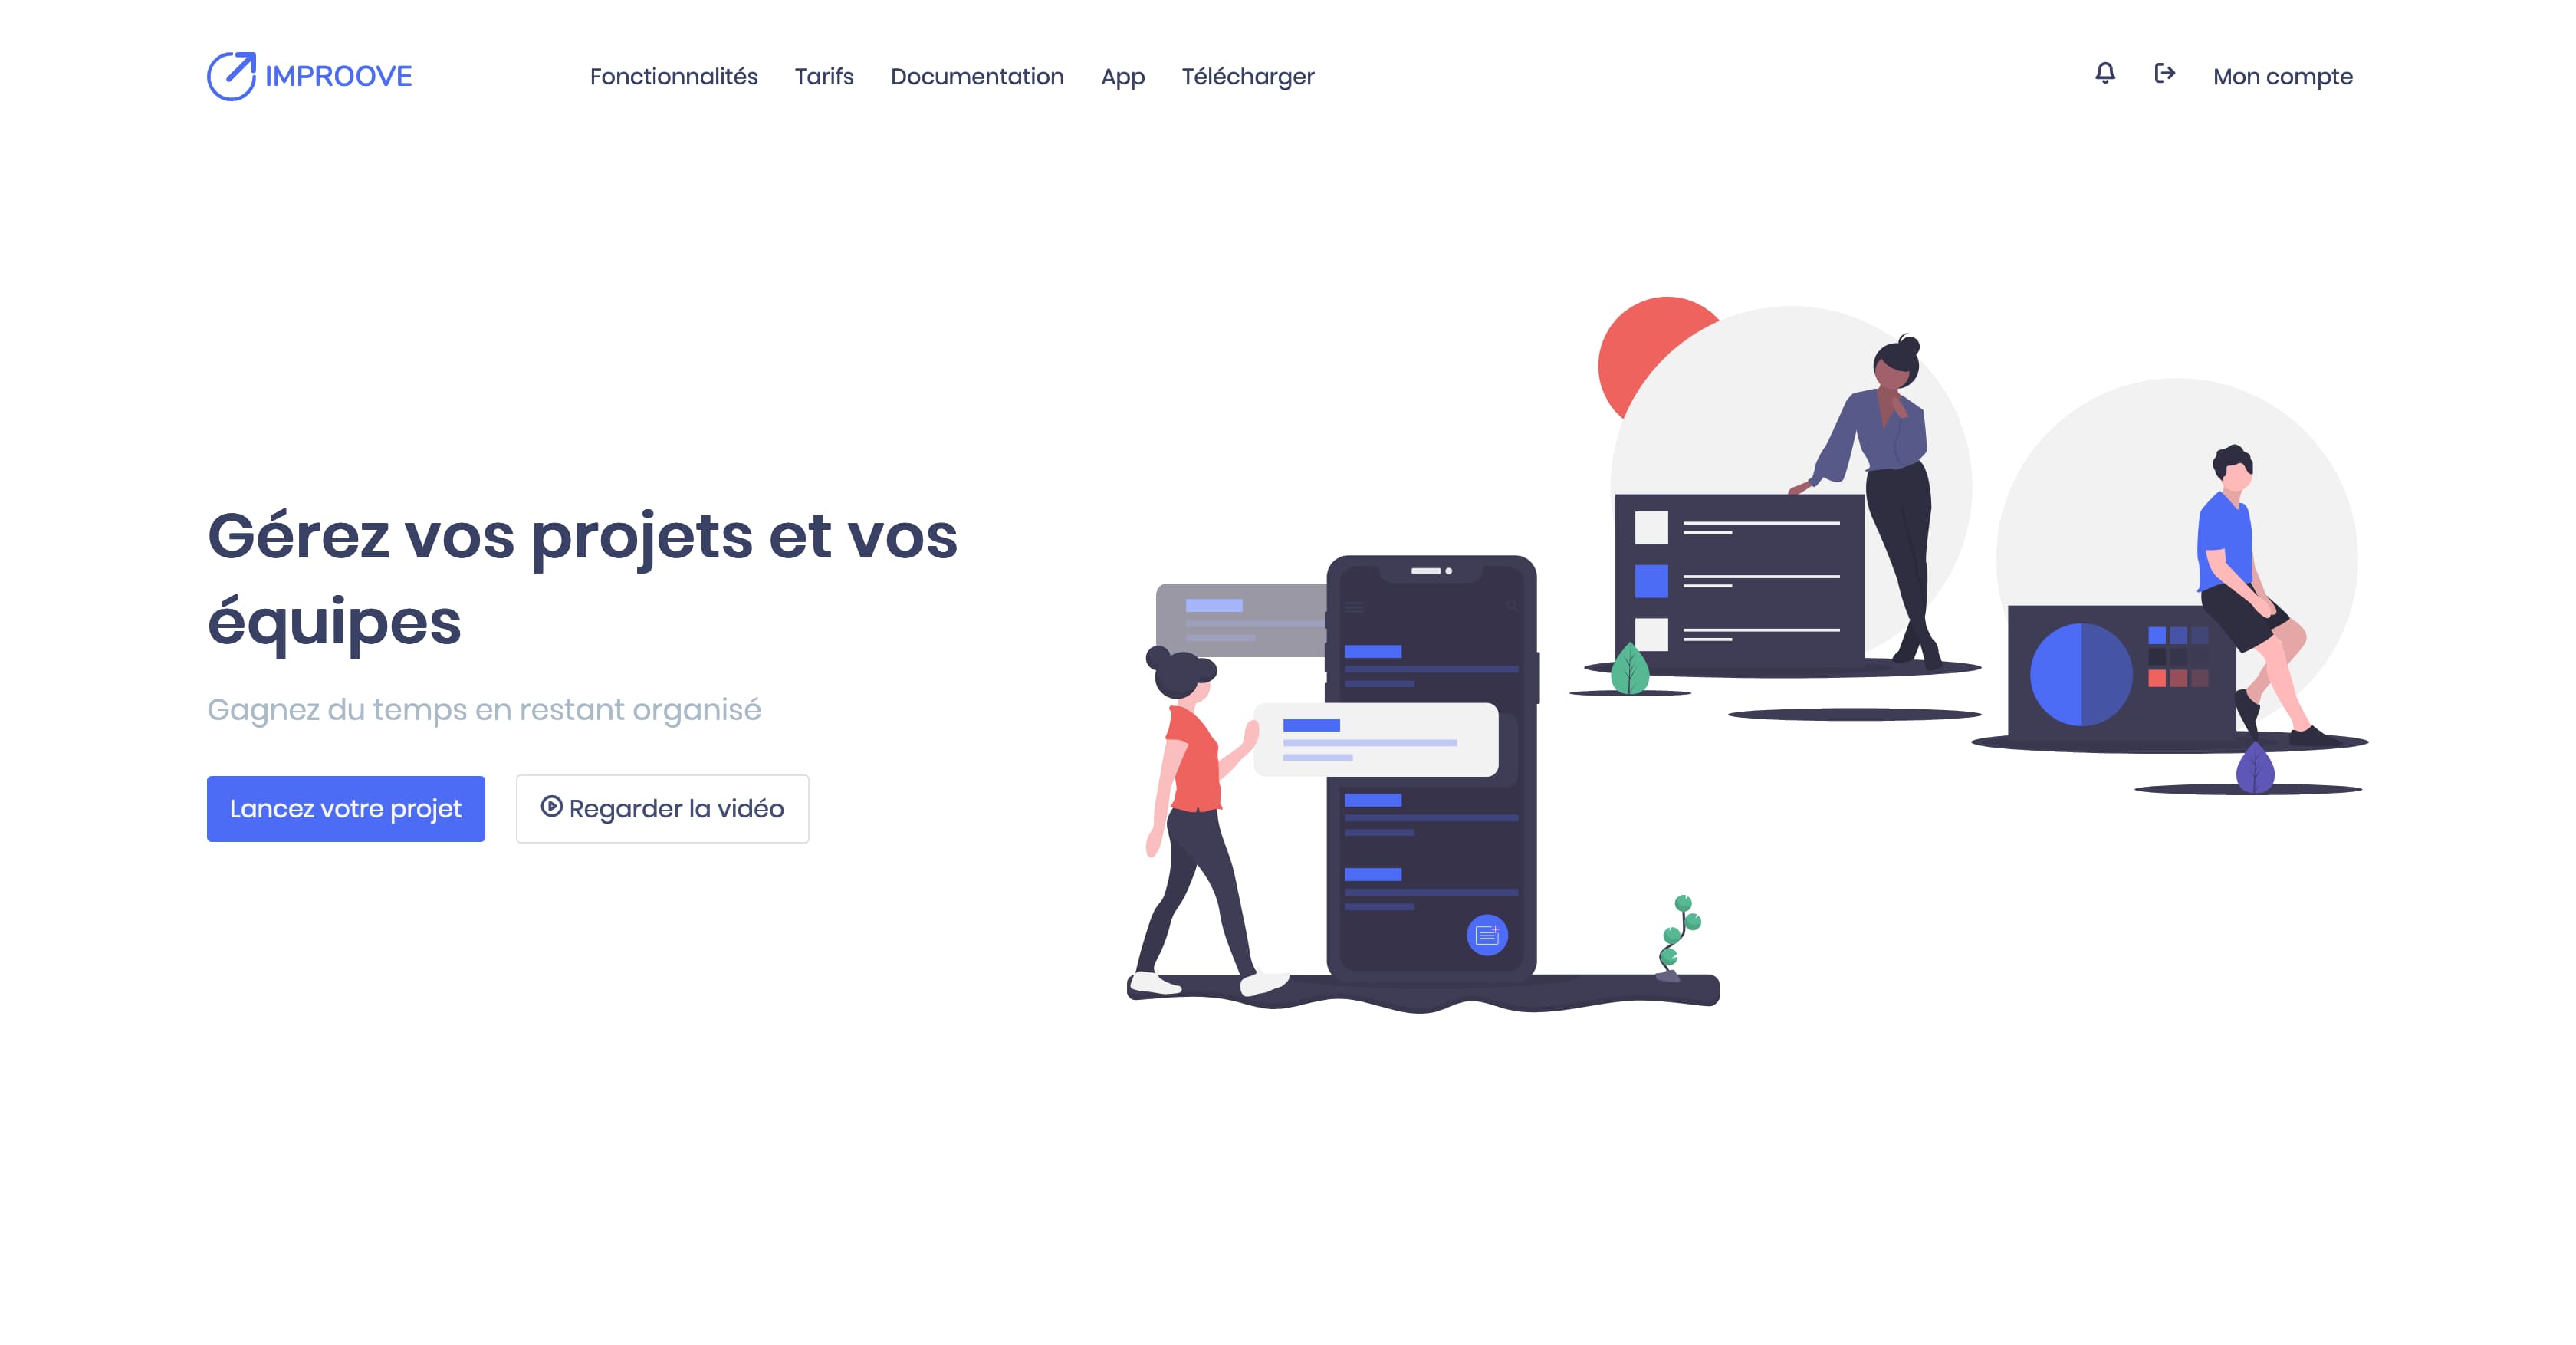 IMPROOVE
Fonctionnalités Tarifs Documentation App Télécharger
Mon compte
Gérez vos projets et vos
équipes
Gagnez du temps en restant organisé
Lancez votre projet
Regarder la vidéo